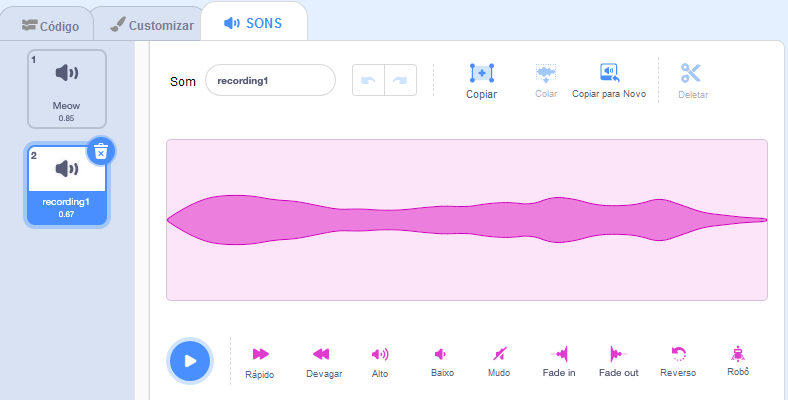 Código
Customizar
SONS
1
Meow
0.85
2
recording1
0.67
Som
recording1
Copiar
Colar
Copiar para Novo
Deletar
Rápido
Devagar
Alto
Baixo
Mudo
Fade in
Fade out
Reverso
Robô